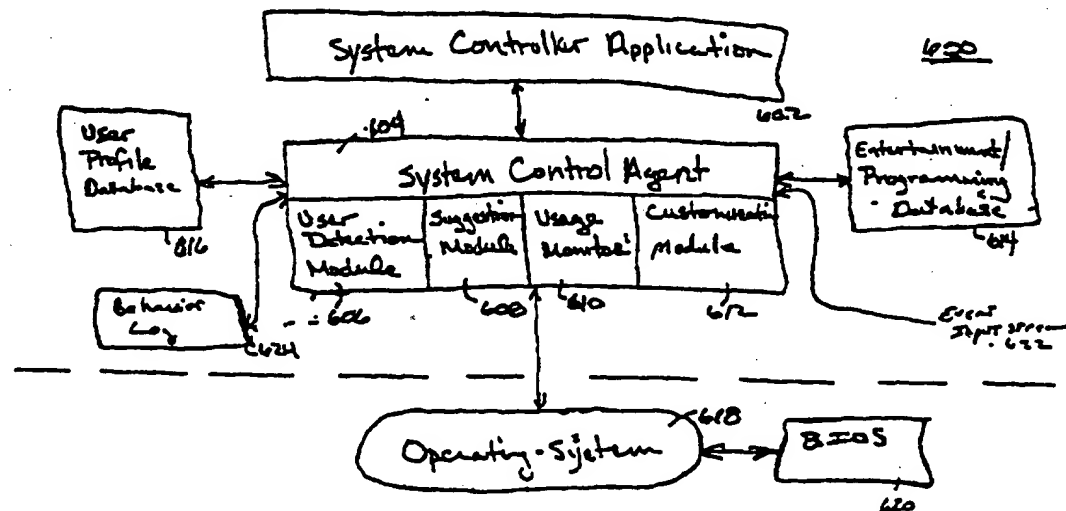 System Controller Application
602
604
User
Profile
Database
616
System Control Agent
User
Detection
Module
606
Suggestion
Module
608
Usage
Monitor
610
Customization
Module
612
Entertainment/
Programming
Database
614
Behavior
Log
624
Event
Input stream
622
Operating-System
618
BIOS
620